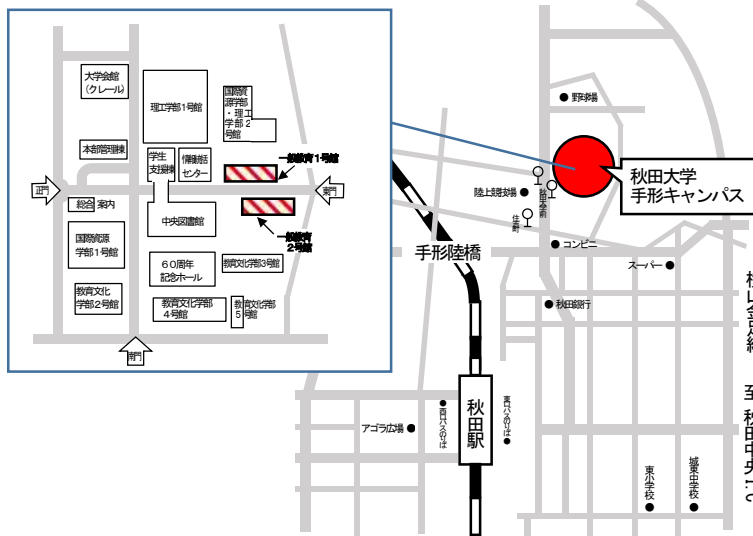 大学会館
（クレール）
理工学部1号館
国際資
源学部
・理工
学部2
号館
本部管理棟
学生
支援棟
情報統括
センター
一般教育1号館
正門
東門
総合案内
中央図書館
一般教育
2号館
国際資源
学部1号館
60周年
記念ホール
教育文化学部3号館
教育文化
学部2号館
教育文化学部
4号館
教育文化学部
5号館
南門
野球場
秋田大学
手形キャンパス
陸上競技場
秋田大学前
住吉町
コンビニ
手形陸橋
スーパー
秋田銀行
秋田駅
アゴラ広場
西口バスのりば
東口バスのりば
東小学校
城東中学校
至 秋田中央I.C